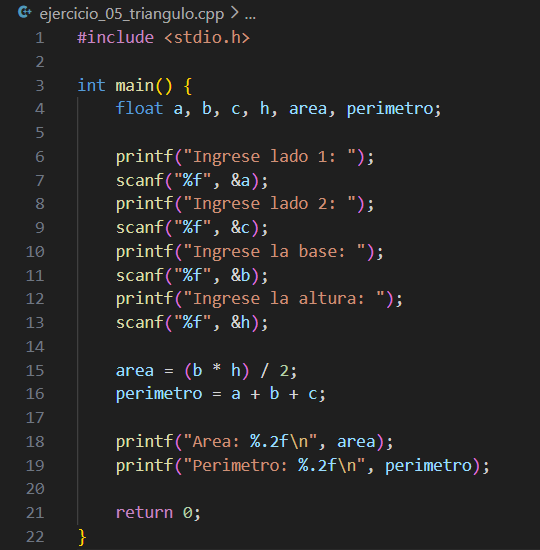 ejercicio_05_triangulo.cpp > ...
1 #include <stdio.h>
2
3 int main() {
4     float a, b, c, h, area, perimetro;
5
6     printf("Ingrese lado 1: ");
7     scanf("%f", &a);
8     printf("Ingrese lado 2: ");
9     scanf("%f", &c);
10     printf("Ingrese la base: ");
11     scanf("%f", &b);
12     printf("Ingrese la altura: ");
13     scanf("%f", &h);
14
15     area = (b * h) / 2;
16     perimetro = a + b + c;
17
18     printf("Area: %.2f\n", area);
19     printf("Perimetro: %.2f\n", perimetro);
20
21     return 0;
22 }